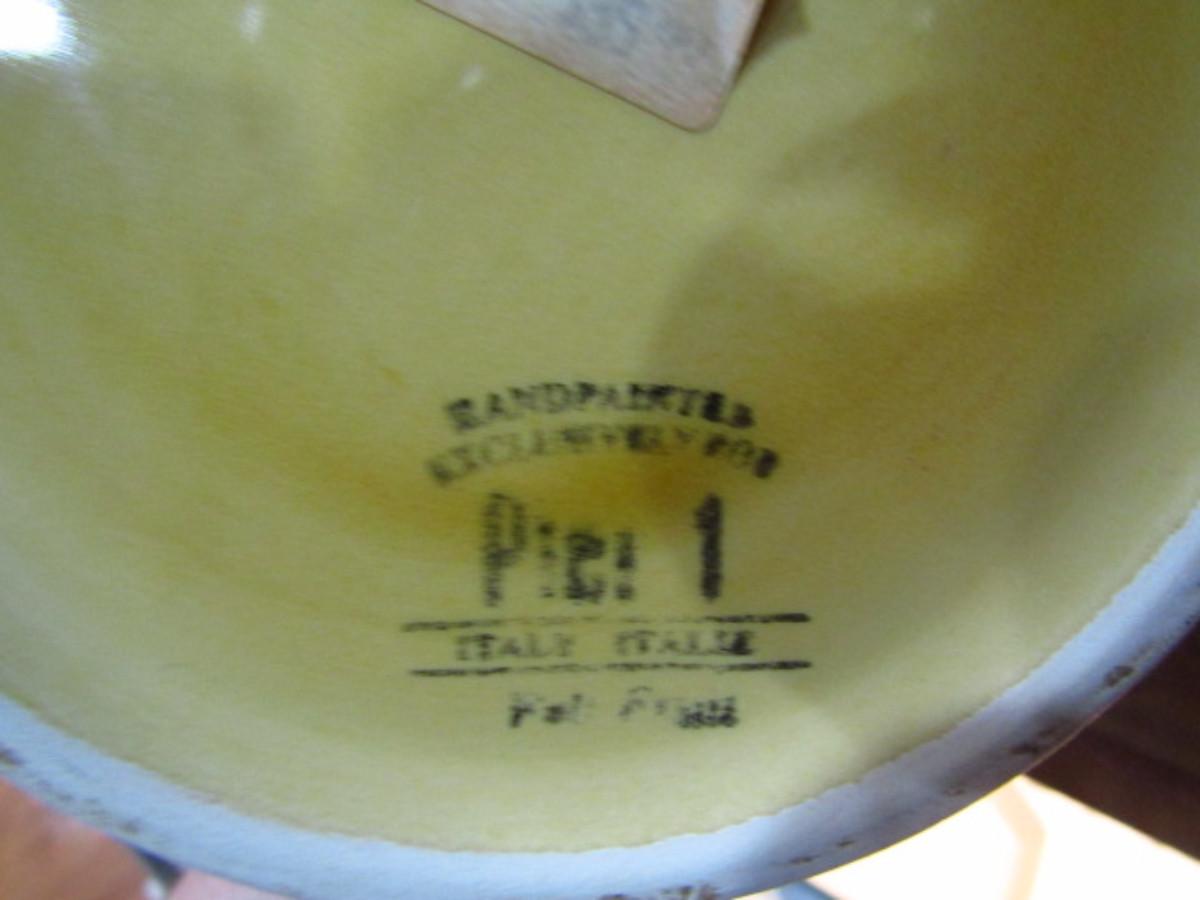 HANDPAINTED
EXCLUSIVELY FOR
Pier 1
ITALY ITALIE